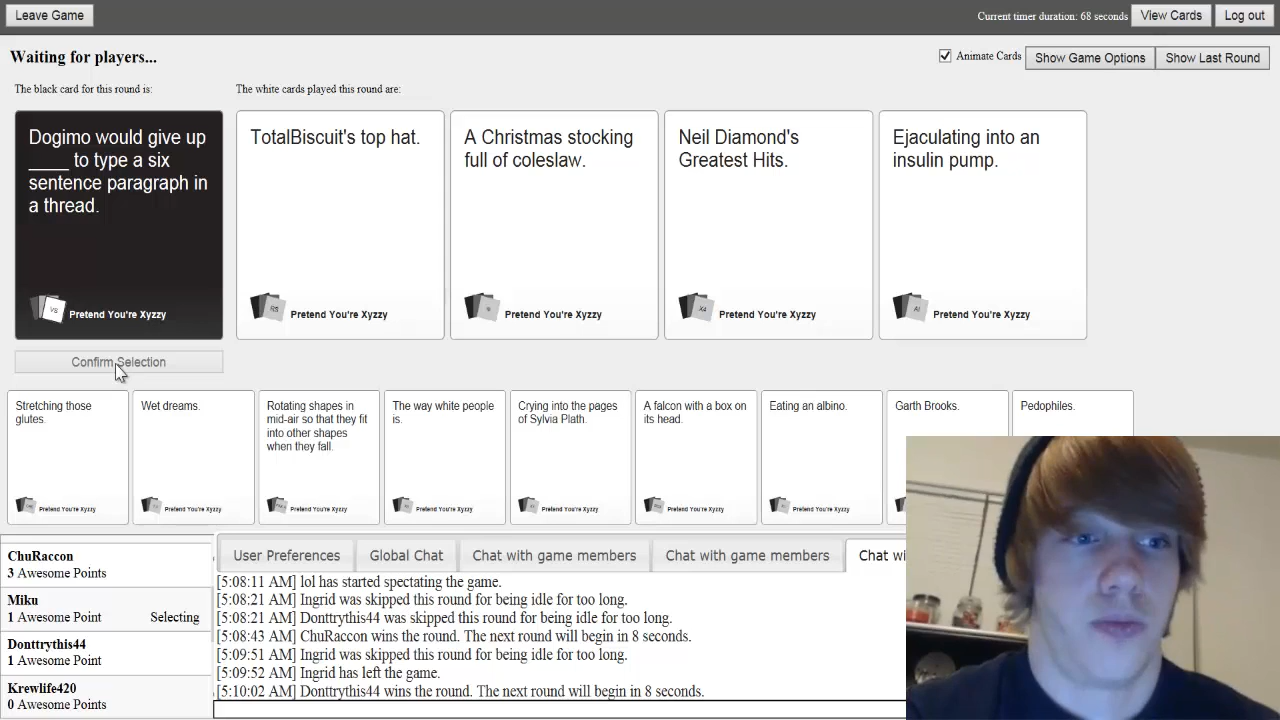 Leave Game
Current timer duration: 68 seconds
View Cards
Log out
Waiting for players...
Animate Cards
Show Game Options
Show Last Round
The black card for this round is:
The white cards played this round are:
Dogimo would give up
____ to type a six
sentence paragraph in
a thread.
Pretend You're Xyzzy
TotalBiscuit's top hat.
Pretend You're Xyzzy
A Christmas stocking
full of coleslaw.
Pretend You're Xyzzy
Neil Diamond's
Greatest Hits.
Pretend You're Xyzzy
Ejaculating into an
insulin pump.
Pretend You're Xyzzy
Confirm Selection
Stretching those
glutes.
Pretend You're Xyzzy
Wet dreams.
Pretend You're Xyzzy
Rotating shapes in
mid-air so that they fit
into other shapes
when they fall.
Pretend You're Xyzzy
The way white people
is.
Pretend You're Xyzzy
Crying into the pages
of Sylvia Plath.
Pretend You're Xyzzy
A falcon with a box on
its head.
Pretend You're Xyzzy
Eating an albino.
Pretend You're Xyzzy
Garth Brooks.
Pedophiles.
ChuRaccon
3 Awesome Points
Miku
1 Awesome Point
Selecting
Donttrythis44
1 Awesome Point
Krewlife420
0 Awesome Points
User Preferences
Global Chat
Chat with game members
Chat with game members
Chat wi
[5:08:11 AM] lol has started spectating the game.
[5:08:21 AM] Ingrid was skipped this round for being idle for too long.
[5:08:21 AM] Donttrythis44 was skipped this round for being idle for too long.
[5:08:43 AM] ChuRaccon wins the round. The next round will begin in 8 seconds.
[5:09:51 AM] Ingrid was skipped this round for being idle for too long.
[5:09:52 AM] Ingrid has left the game.
[5:10:02 AM] Donttrythis44 wins the round. The next round will begin in 8 seconds.